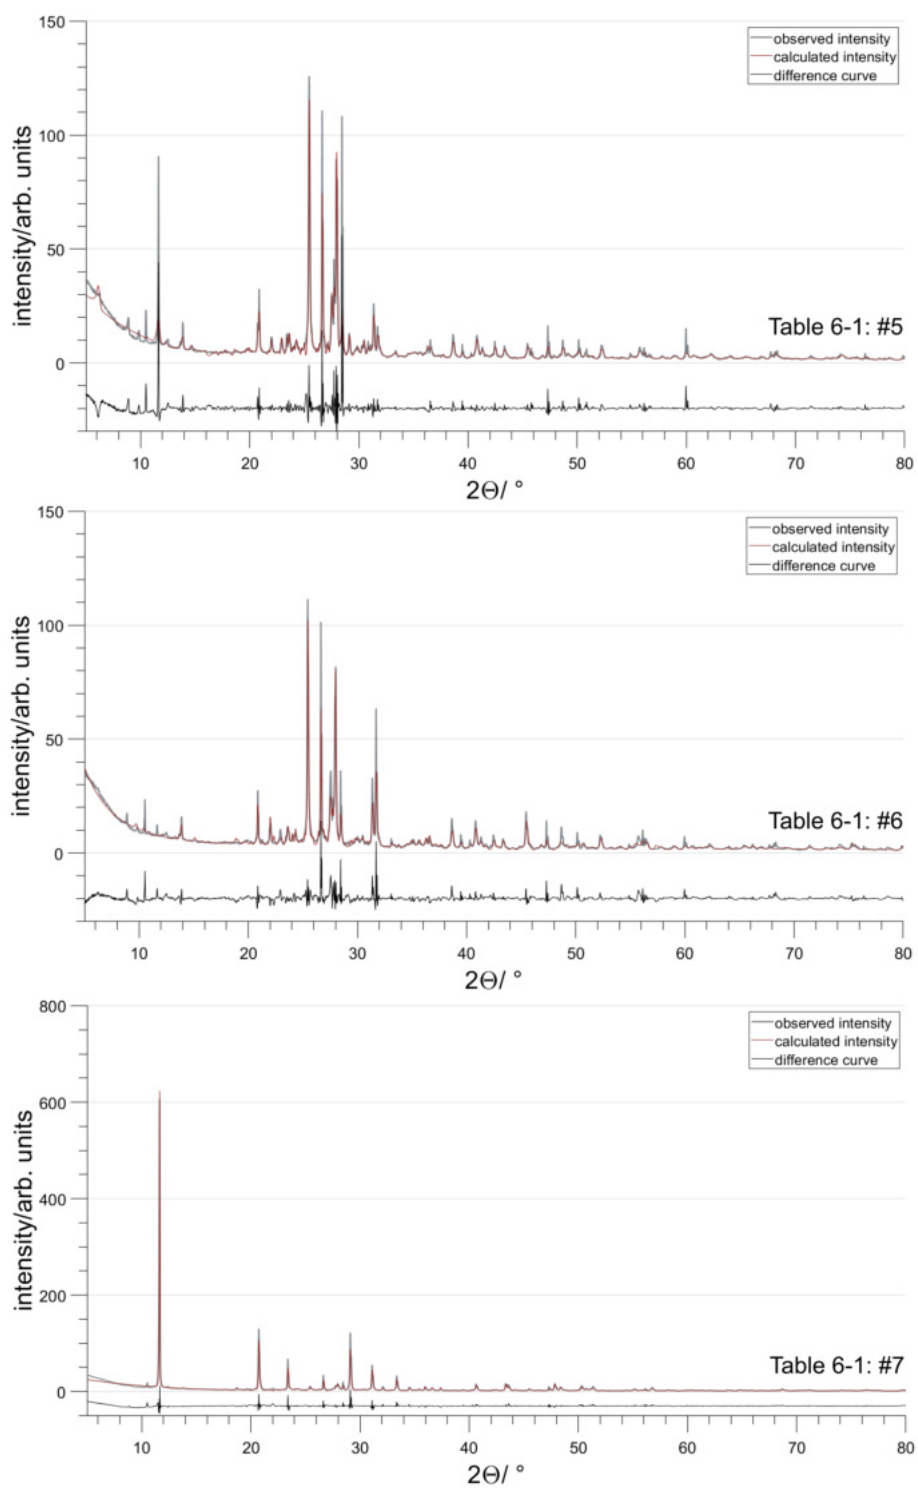 150
observed intensity
calculated intensity
difference curve
100
intensity/arb. units
50
Table 6-1: #5
0
10 20 30 40 50 60 70 80
2Θ/ °
150
observed intensity
calculated intensity
difference curve
100
intensity/arb. units
50
Table 6-1: #6
0
10 20 30 40 50 60 70 80
2Θ/ °
800
observed intensity
calculated intensity
difference curve
600
intensity/arb. units
400
200
Table 6-1: #7
0
10 20 30 40 50 60 70 80
2Θ/ °